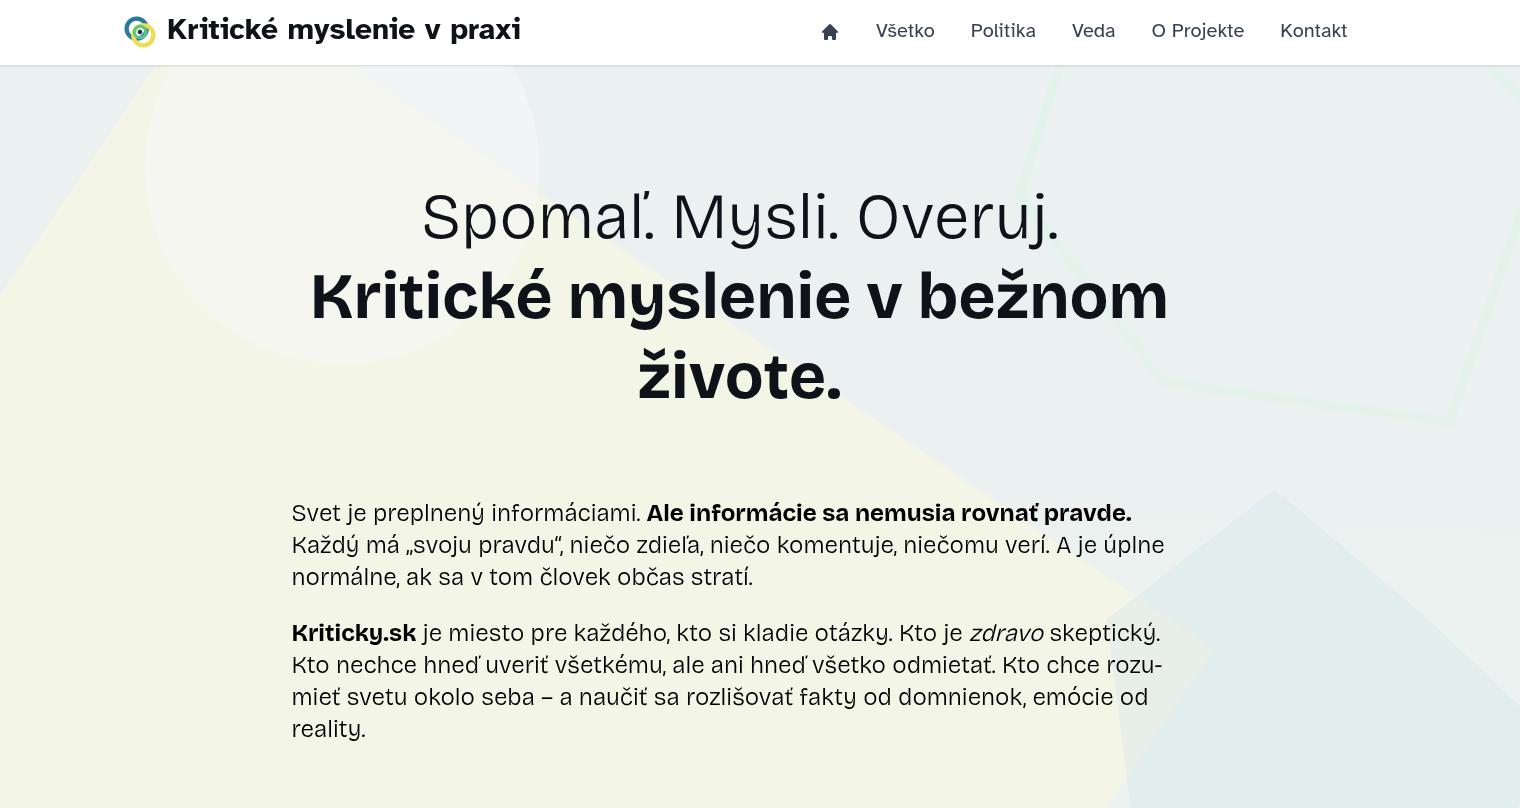 Kritické myslenie v praxi
Všetko
Politika
Veda
O Projekte
Kontakt
Spomaľ. Mysli. Overuj.
Kritické myslenie v bežnom
živote.
Svet je preplnený informáciami. Ale informácie sa nemusia rovnať pravde.
Každý má „svoju pravdu“, niečo zdieľa, niečo komentuje, niečomu verí. A je úplne
normálne, ak sa v tom človek občas stratí.
Kriticky.sk je miesto pre každého, kto si kladie otázky. Kto je zdravo skeptický.
Kto nechce hneď uveriť všetkému, ale ani hneď všetko odmietať. Kto chce rozu-
mieť svetu okolo seba – a naučiť sa rozlišovať fakty od domnienok, emócie od
reality.